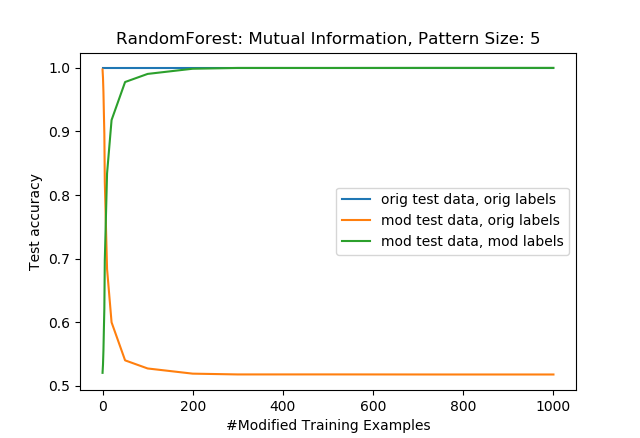 RandomForest: Mutual Information, Pattern Size: 5
1.0
0.9
0.8
0.7
0.6
0.5
Test accuracy
orig test data, orig labels
mod test data, orig labels
mod test data, mod labels
0 200 400 600 800 1000
#Modified Training Examples